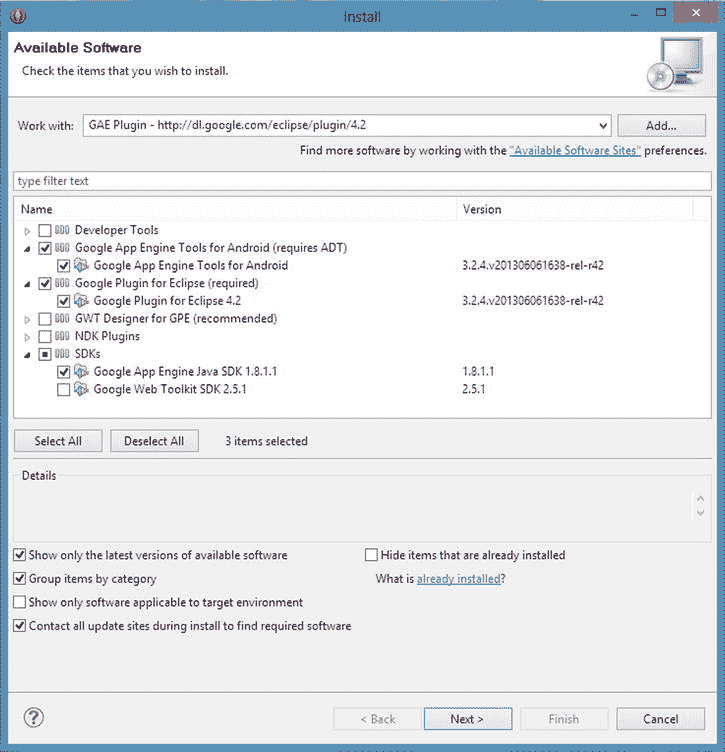 Install
Available Software
Check the items that you wish to install.
Work with: GAE Plugin - http://dl.google.com/eclipse/plugin/4.2 Add...
Find more software by working with the "Available Software Sites" preferences.
type filter text
Name Version
Developer Tools
Google App Engine Tools for Android (requires ADT)
Google App Engine Tools for Android 3.2.4.v201306061638-rel-r42
Google Plugin for Eclipse (required)
Google Plugin for Eclipse 4.2 3.2.4.v201306061638-rel-r42
GWT Designer for GPE (recommended)
NDK Plugins
SDKs
Google App Engine Java SDK 1.8.1.1 1.8.1.1
Google Web Toolkit SDK 2.5.1 2.5.1
Select All Deselect All 3 items selected
Details
Show only the latest versions of available software Hide items that are already installed
Group items by category What is already installed?
Show only software applicable to target environment
Contact all update sites during install to find required software
? < Back Next > Finish Cancel